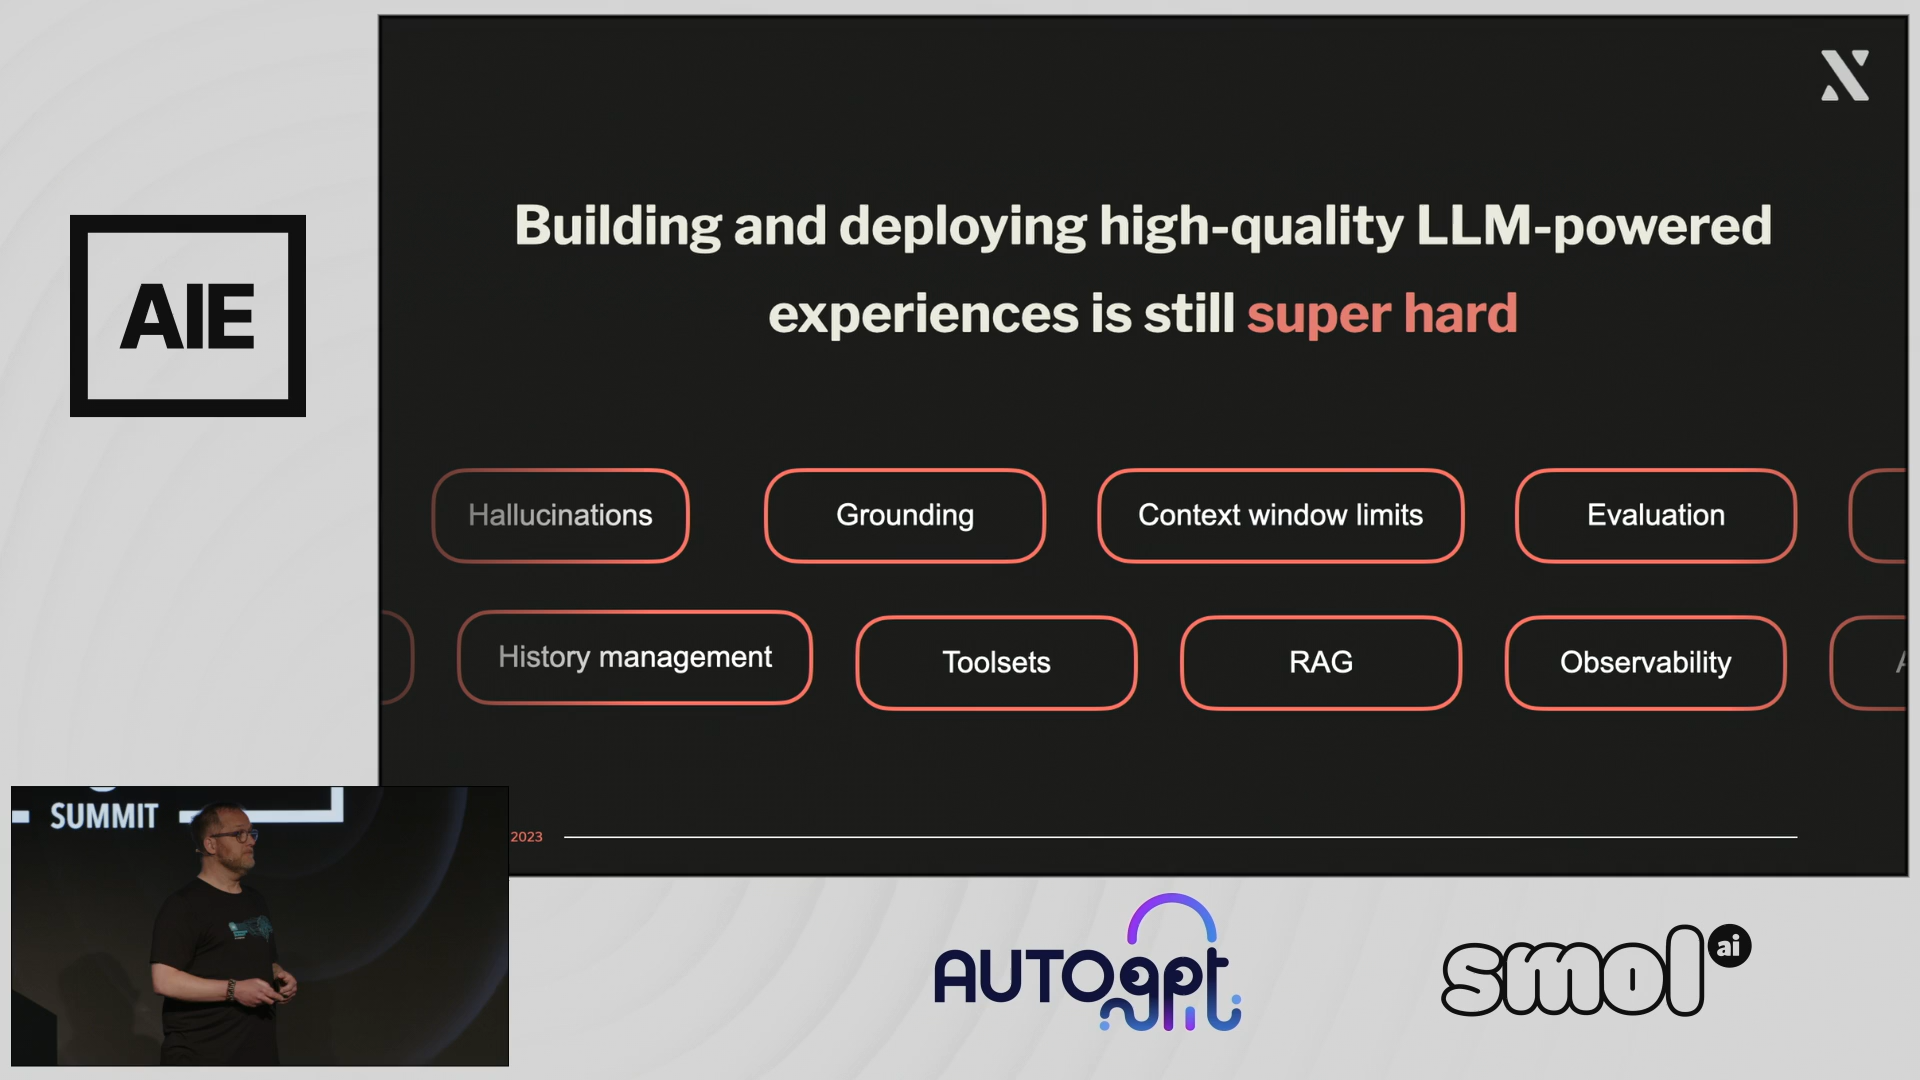 Building and deploying high-quality LLM-powered
experiences is still super hard
AIE
Hallucinations
Grounding
Context window limits
Evaluation
History management
Toolsets
RAG
Observability
SUMMIT
2023
AUTOgpt
smol ai